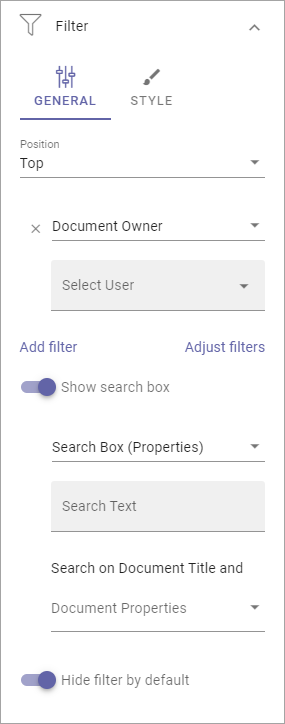 Filter
GENERAL STYLE
Position
Top
Document Owner
Select User
Add filter Adjust filters
Show search box
Search Box (Properties)
Search Text
Search on Document Title and
Document Properties
Hide filter by default